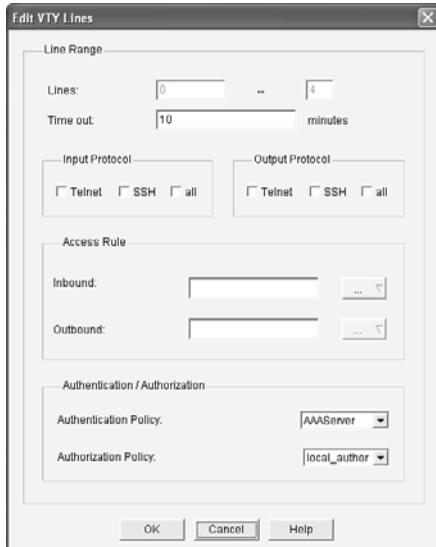 Edit VTY Lines
Line Range
Lines: 0 -- 4
Time out: 10 minutes
Input Protocol
Telnet SSH all
Output Protocol
Telnet SSH all
Access Rule
Inbound: ...
Outbound: ...
Authentication / Authorization
Authentication Policy: AAAServer
Authorization Policy: local_author
OK Cancel Help